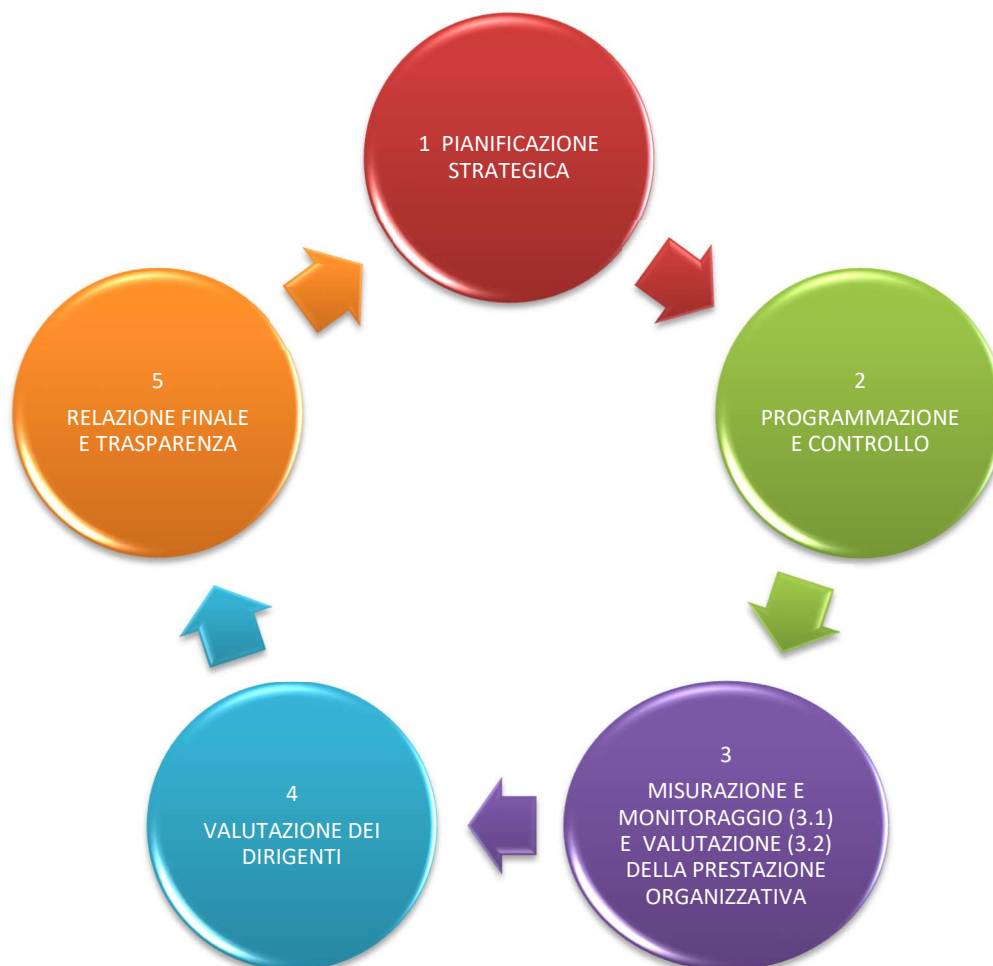 1 PIANIFICAZIONE
STRATEGICA
2
PROGRAMMAZIONE
E CONTROLLO
3
MISURAZIONE E
MONITORAGGIO (3.1)
E VALUTAZIONE (3.2)
DELLA PRESTAZIONE
ORGANIZZATIVA
4
VALUTAZIONE DEI
DIRIGENTI
5
RELAZIONE FINALE
E TRASPARENZA